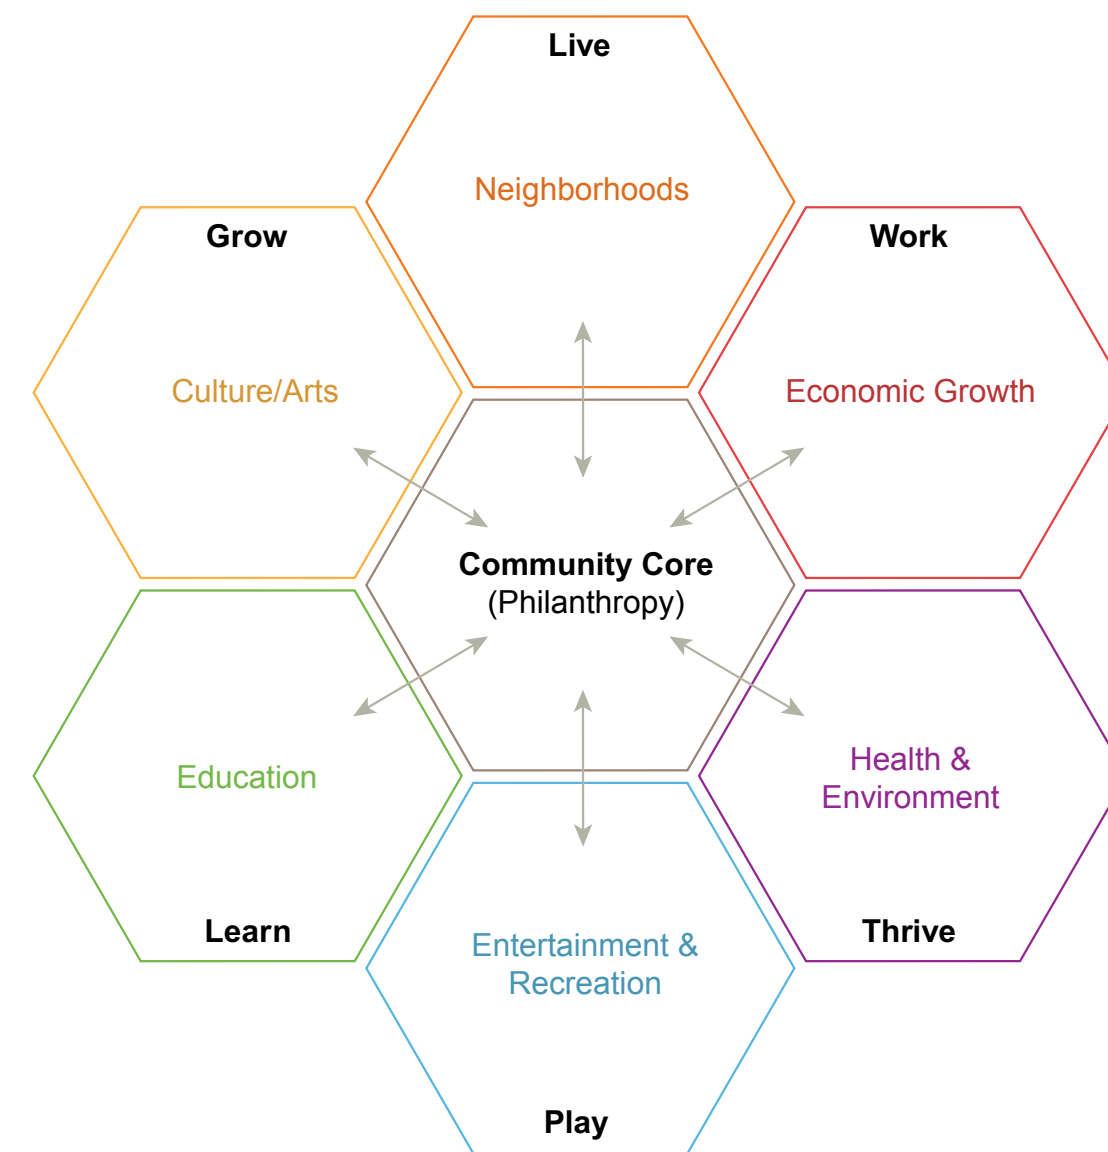 Live
Neighborhoods
Grow
Culture/Arts
Work
Economic Growth
Community Core
(Philanthropy)
Education
Learn
Health &
Environment
Thrive
Entertainment &
Recreation
Play